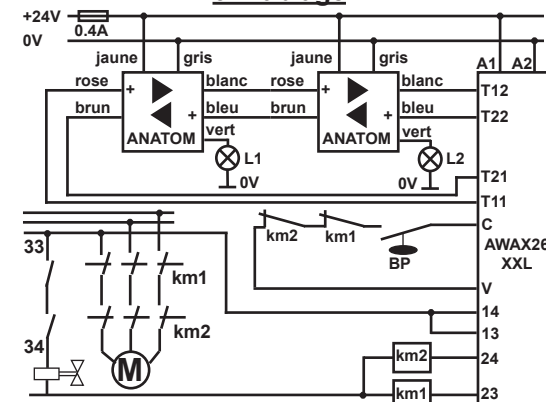 +24V
0.4A
0V
A1 A2
jaune gris jaune gris
rose + blanc rose + blanc T12
brun + bleu brun + bleu T22
ANATOM ANATOM
vert vert
L1 L2
0V 0V
T21
T11
C
km2 km1
AWAX26
XXL
BP
33
km1
V
14
13
km2
34
km2 24
M
km1 23